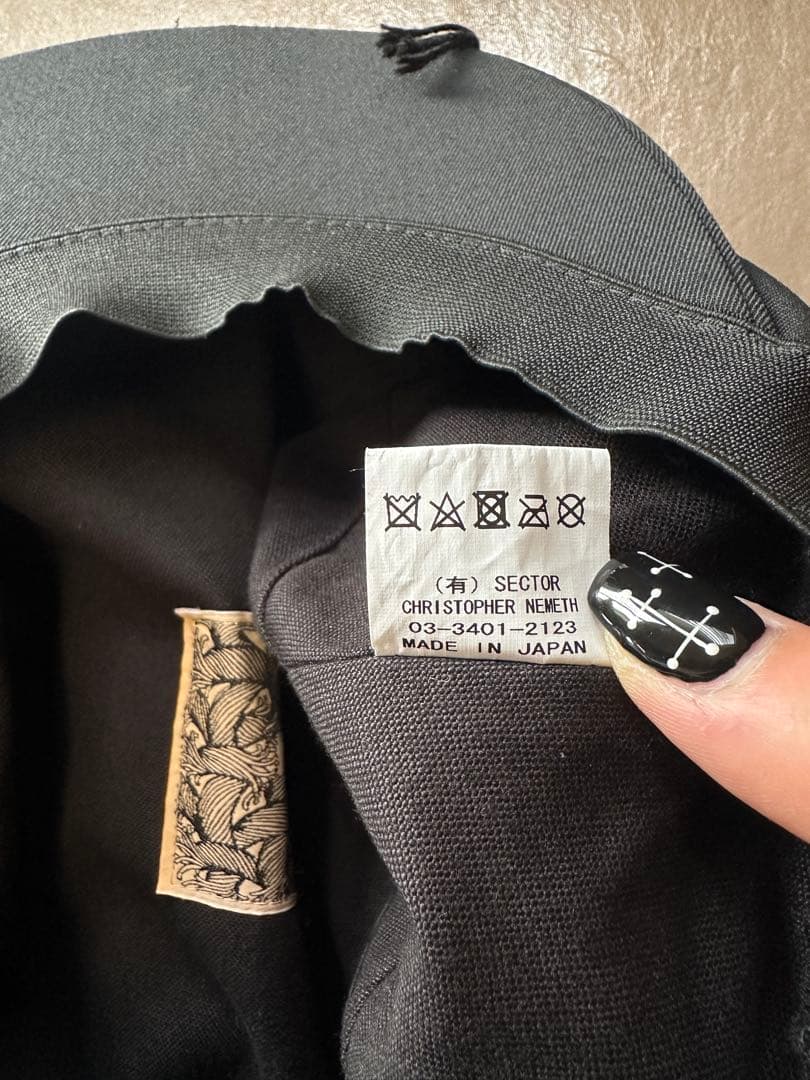 （有）SECTOR
CHRISTOPHER NEMETH
03-3401-2123
MADE IN JAPAN